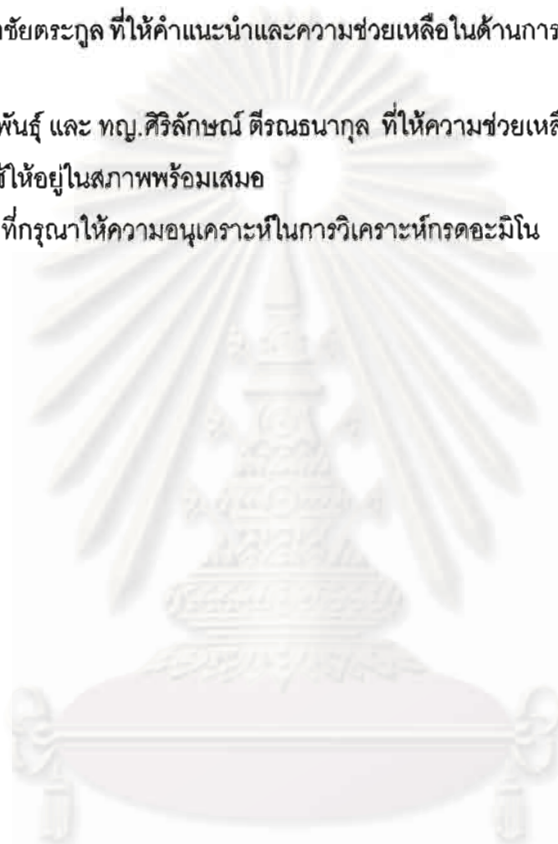 ชัยตระกูล ที่ให้คำแนะนำและความช่วยเหลือในด้านการ
พันธุ์ และ ทญ.ศิริลักษณ์ ตีรณธนากุล ที่ให้ความช่วยเหลื
ให้อยู่ในสภาพพร้อมเสมอ
ที่กรุณาให้ความอนุเคราะห์ในการวิเคราะห์กรดอะมิโน